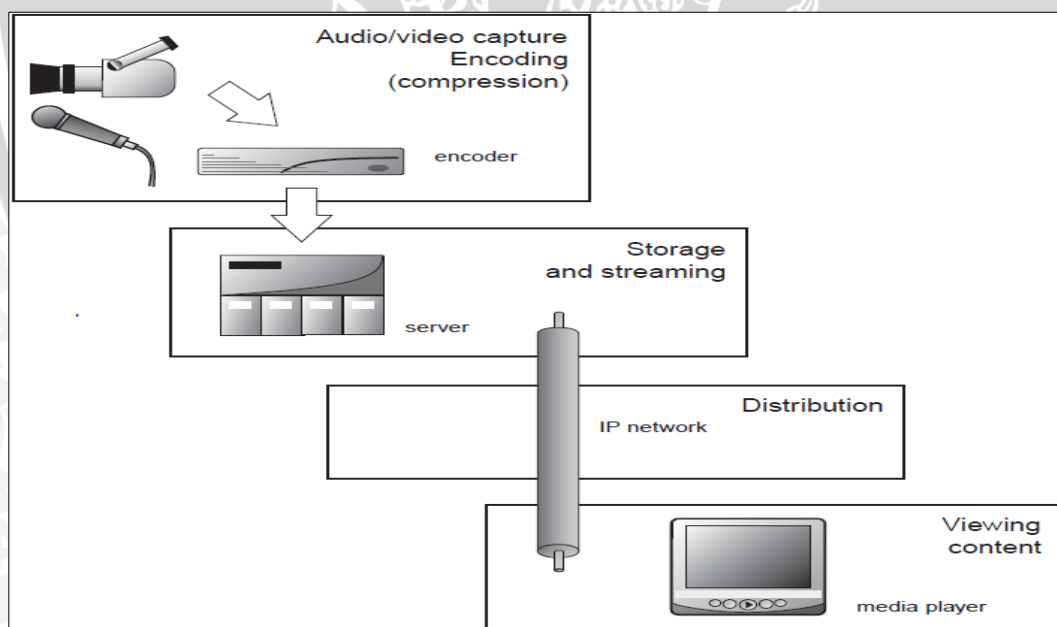 Audio/video capture
Encoding
(compression)
encoder
Storage
and streaming
server
Distribution
IP network
Viewing
content
media player